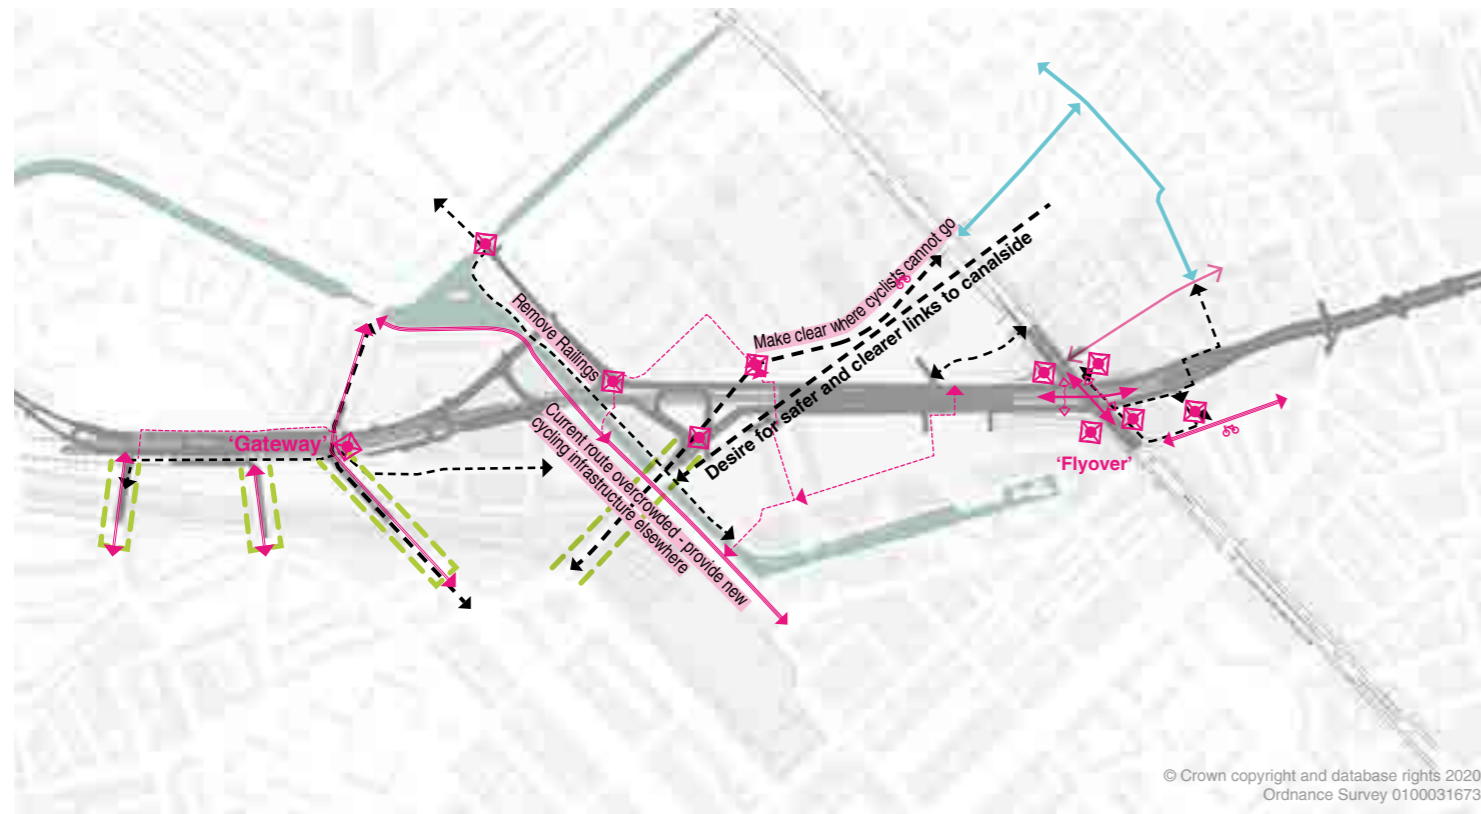 Make clear where cyclists cannot go
Desire for safer and clearer links to canalside
Remove Railings
'Gateway'
Current route overcrowded - provide new
cycling infrastructure elsewhere
'Flyover'
© Crown copyright and database rights 2020
Ordnance Survey 0100031673